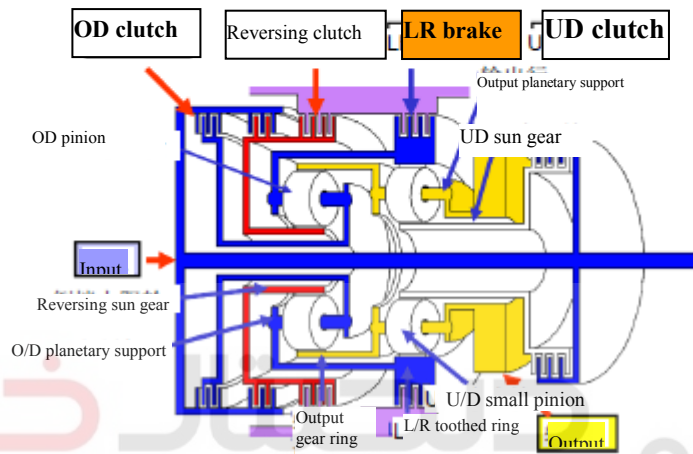 OD clutch
Reversing clutch
LR brake
UD clutch
Output planetary support
OD pinion
UD sun gear
Input
Reversing sun gear
O/D planetary support
U/D small pinion
Output
gear ring
L/R toothed ring
Output